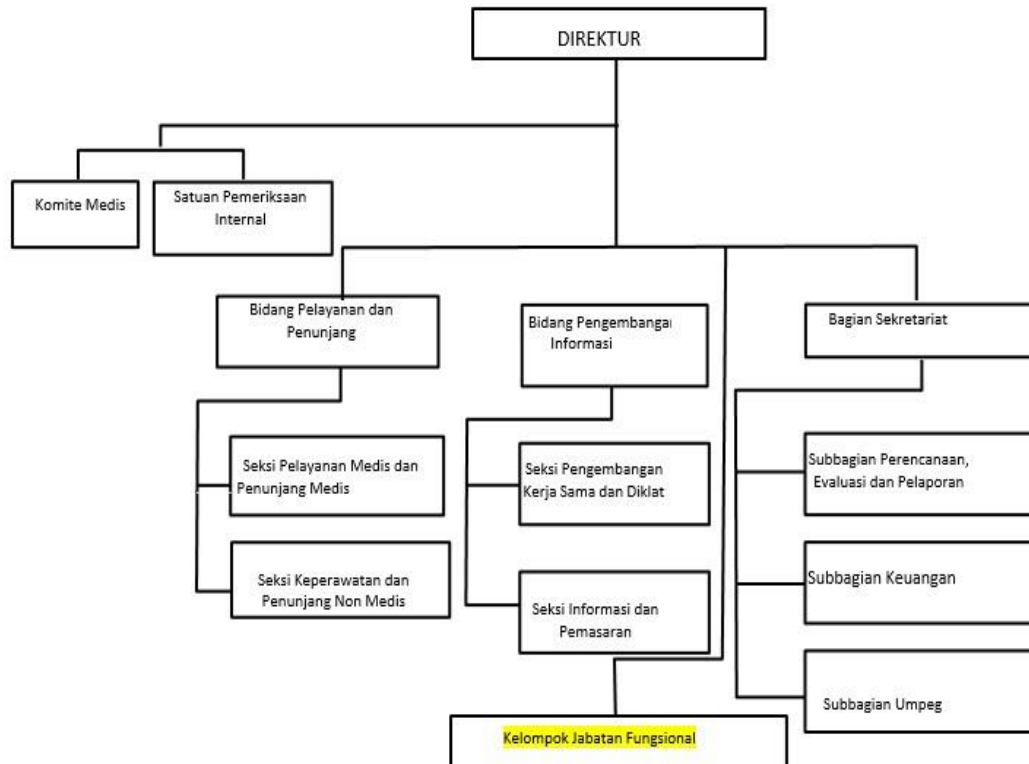 DIREKTUR
Komite Medis
Satuan Pemeriksaan
Internal
Bidang Pelayanan dan
Penunjang
Bidang Pengembangan
Informasi
Bagian Sekretariat
Seksi Pelayanan Medis dan
Penunjang Medis
Seksi Pengembangan
Kerja Sama dan Diklat
Subbagian Perencanaan,
Evaluasi dan Pelaporan
Seksi Keperawatan dan
Penunjang Non Medis
Seksi Informasi dan
Pemasaran
Subbagian Keuangan
Subbagian Umpeg
Kelompok Jabatan Fungsional